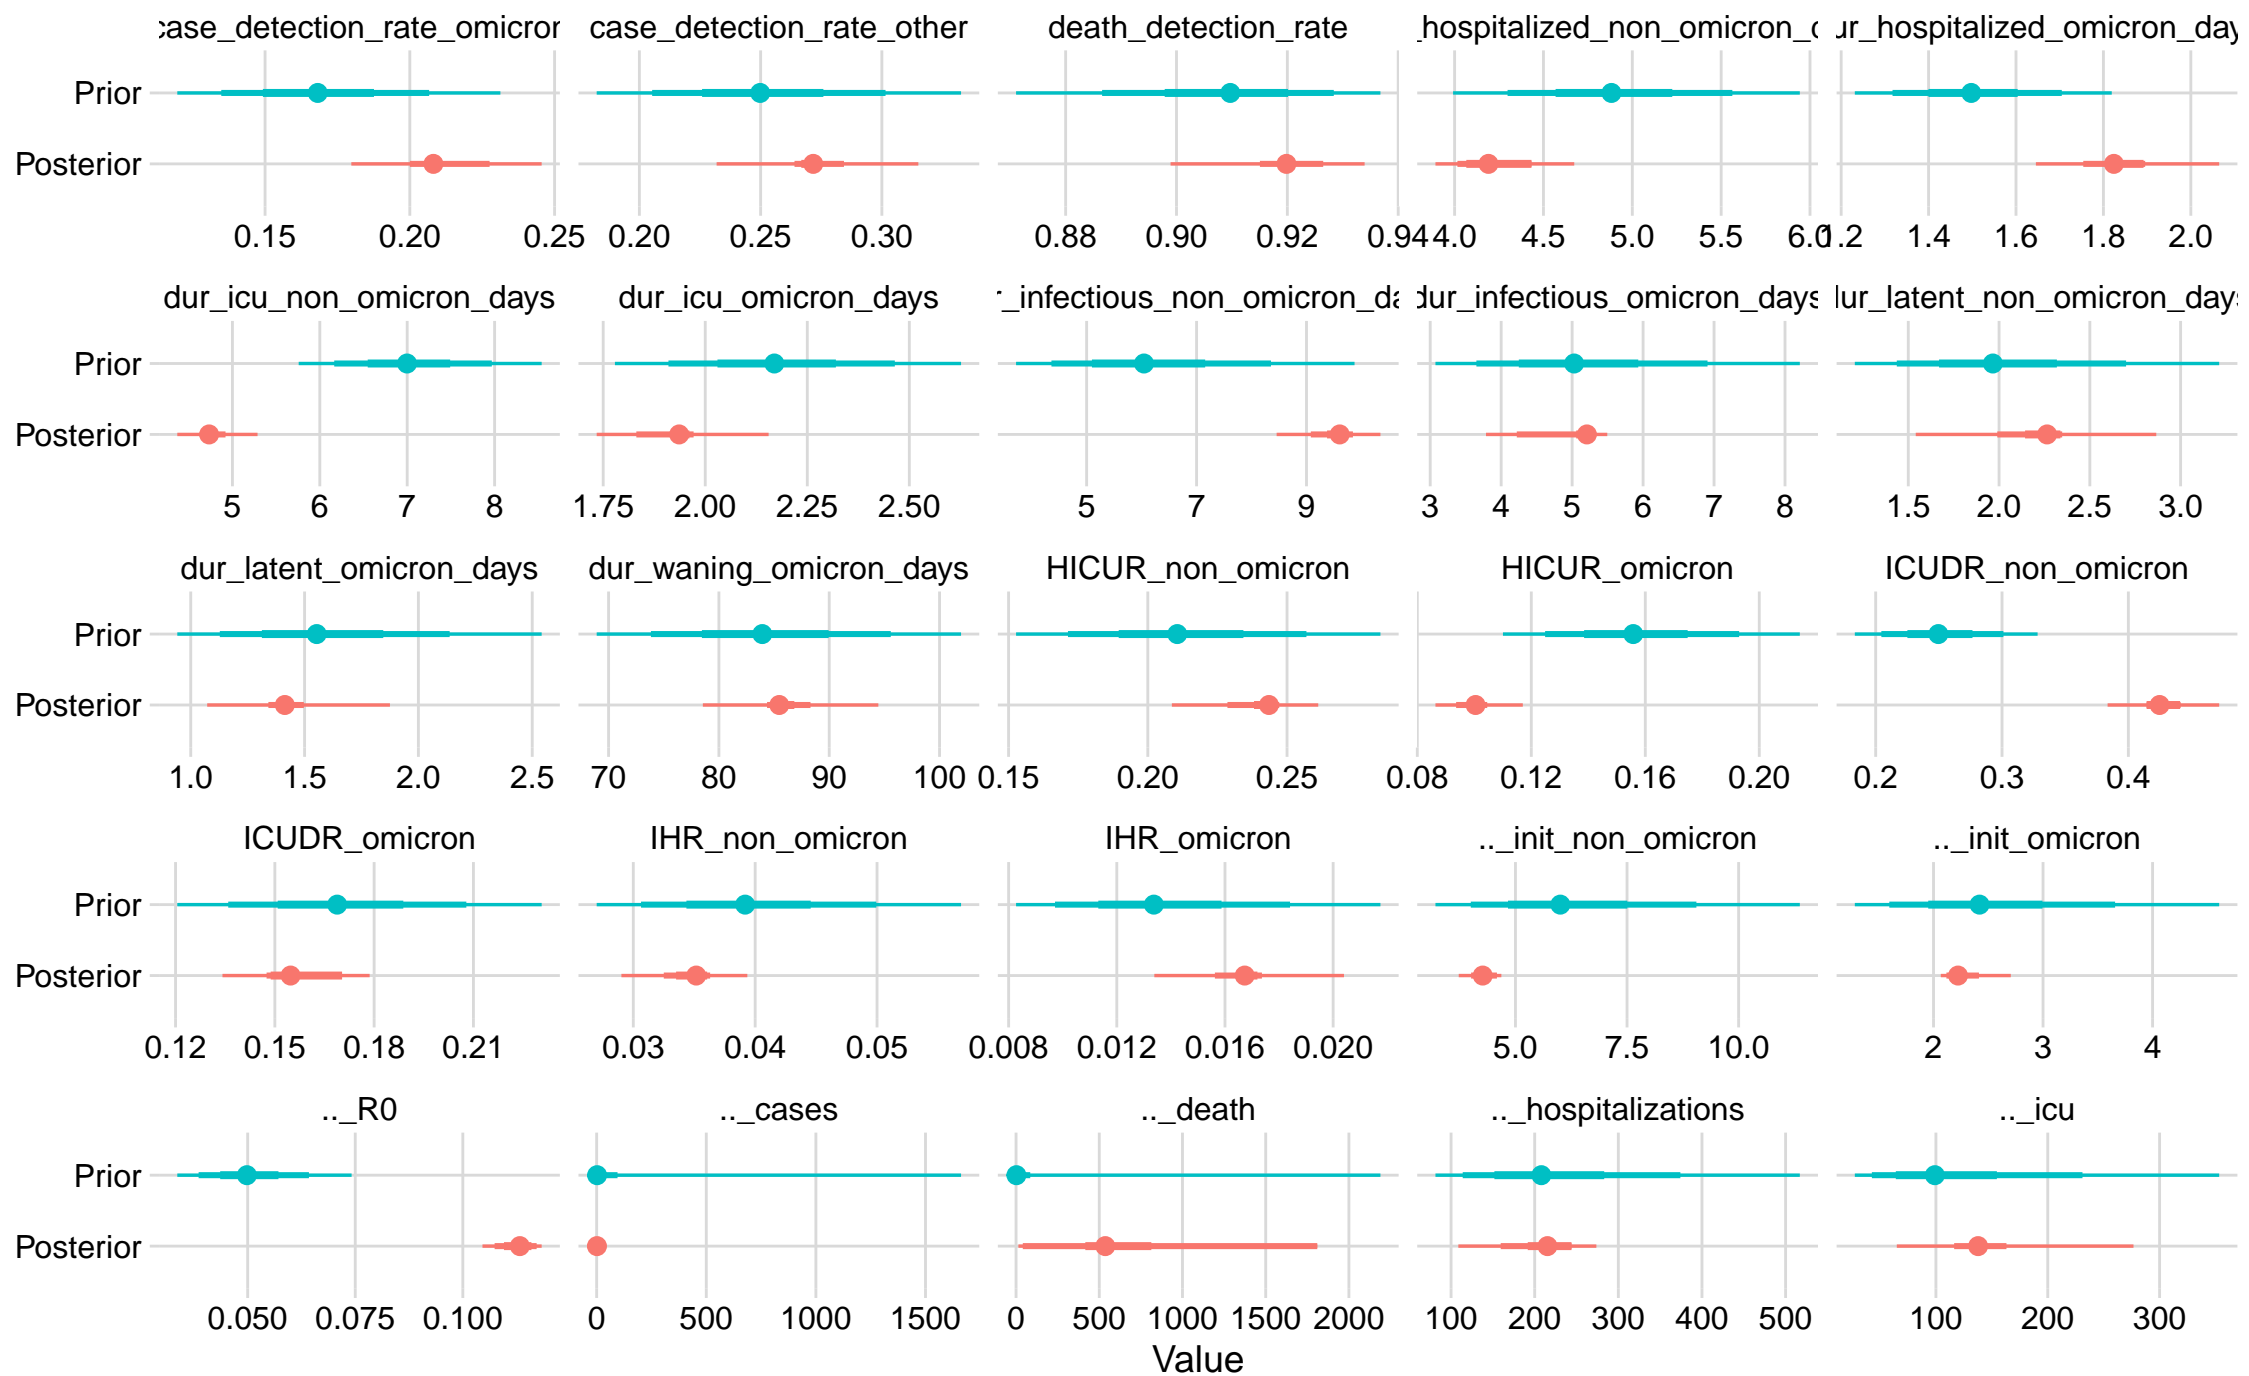 case_detection_rate_omicron case_detection_rate_other death_detection_rate _hospitalized_non_omicron_ ur_hospitalized_omicron_day
Prior
Posterior
0.15 0.20 0.25 0.20 0.25 0.30 0.88 0.90 0.92 0.94 4.0 4.5 5.0 5.5 6.0 1.2 1.4 1.6 1.8 2.0
dur_icu_non_omicron_days dur_icu_omicron_days r_infectious_non_omicron_da dur_infectious_omicron_days dur_latent_non_omicron_days
Prior
Posterior
5 6 7 8 1.75 2.00 2.25 2.50 5 7 9 3 4 5 6 7 8 1.5 2.0 2.5 3.0
dur_latent_omicron_days dur_waning_omicron_days HICUR_non_omicron HICUR_omicron ICUDR_non_omicron
Prior
Posterior
1.0 1.5 2.0 2.5 70 80 90 100 0.15 0.20 0.25 0.08 0.12 0.16 0.20 0.2 0.3 0.4
ICUDR_omicron IHR_non_omicron IHR_omicron .._init_non_omicron .._init_omicron
Prior
Posterior
0.12 0.15 0.18 0.21 0.03 0.04 0.05 0.008 0.012 0.016 0.020 5.0 7.5 10.0 2 3 4
.._R0 .._cases .._death .._hospitalizations .._icu
Prior
Posterior
0.050 0.075 0.100 0 500 1000 1500 0 500 1000 1500 2000 100 200 300 400 500 100 200 300
Value